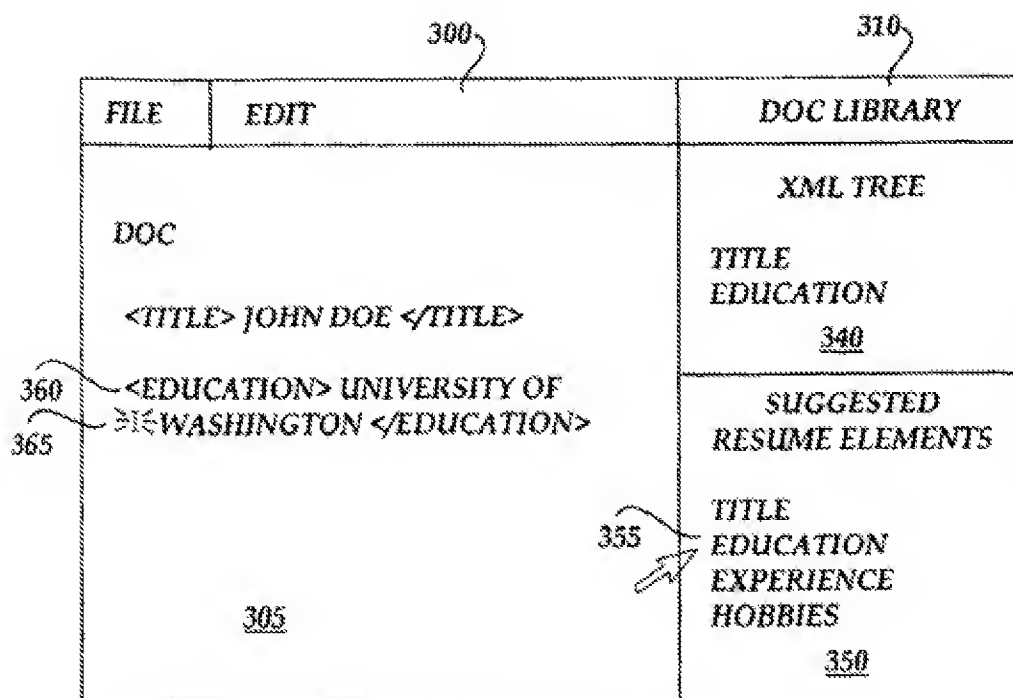 300
310
FILE
EDIT
DOC LIBRARY
DOC
<TITLE> JOHN DOE </TITLE>
360
<EDUCATION> UNIVERSITY OF
365
WASHINGTON </EDUCATION>
305
XML TREE
TITLE
EDUCATION
340
SUGGESTED
RESUME ELEMENTS
TITLE
355
EDUCATION
EXPERIENCE
HOBBIES
350